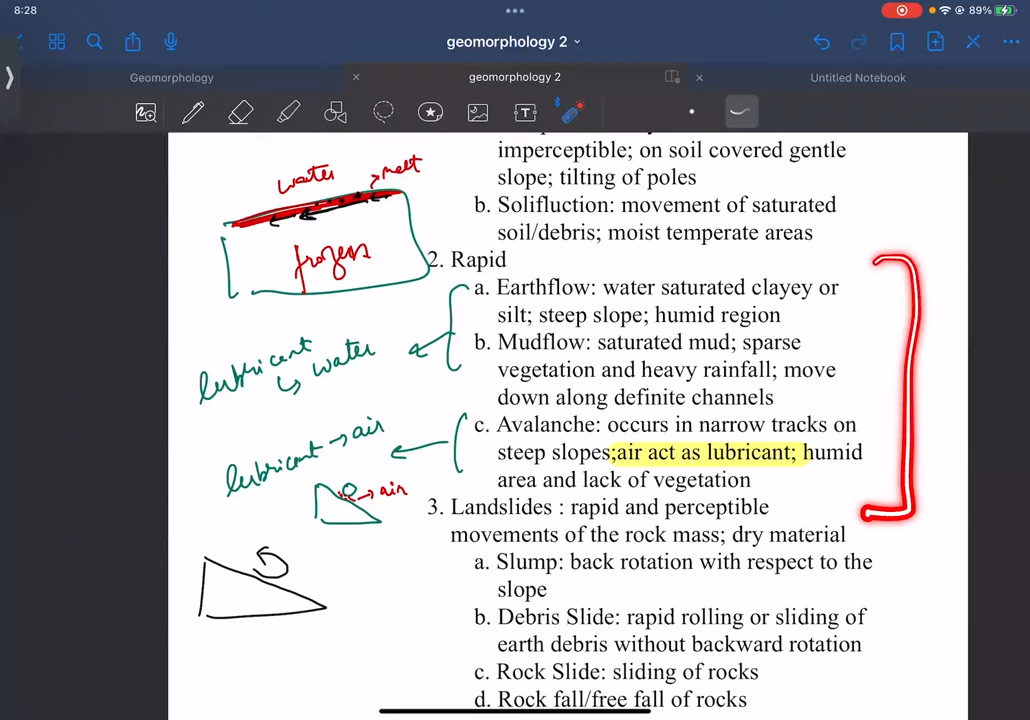 8:28
89%
geomorphology 2
Geomorphology
geomorphology 2
Untitled Notebook
imperceptible; on soil covered gentle
slope; tilting of poles
b. Solifluction: movement of saturated
soil/debris; moist temperate areas
2. Rapid
a. Earthflow: water saturated clayey or
silt; steep slope; humid region
b. Mudflow: saturated mud; sparse
vegetation and heavy rainfall; move
down along definite channels
c. Avalanche: occurs in narrow tracks on
steep slopes;air act as lubricant; humid
area and lack of vegetation
3. Landslides : rapid and perceptible
movements of the rock mass; dry material
a. Slump: back rotation with respect to the
slope
b. Debris Slide: rapid rolling or sliding of
earth debris without backward rotation
c. Rock Slide: sliding of rocks
d. Rock fall/free fall of rocks
water
melt
frozen
lubricant
water
lubricant → air
→ air